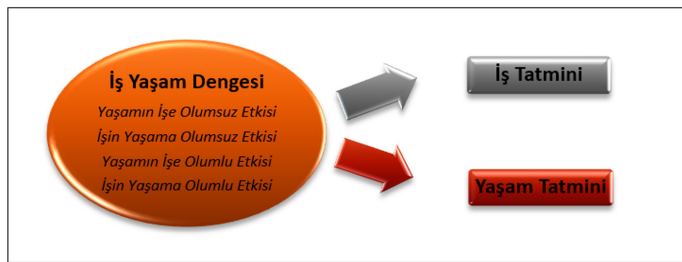 İş Yaşam Dengesi
Yaşamın İşe Olumsuz Etkisi
İşin Yaşama Olumsuz Etkisi
Yaşamın İşe Olumlu Etkisi
İşin Yaşama Olumlu Etkisi
İş Tatmini
Yaşam Tatmini